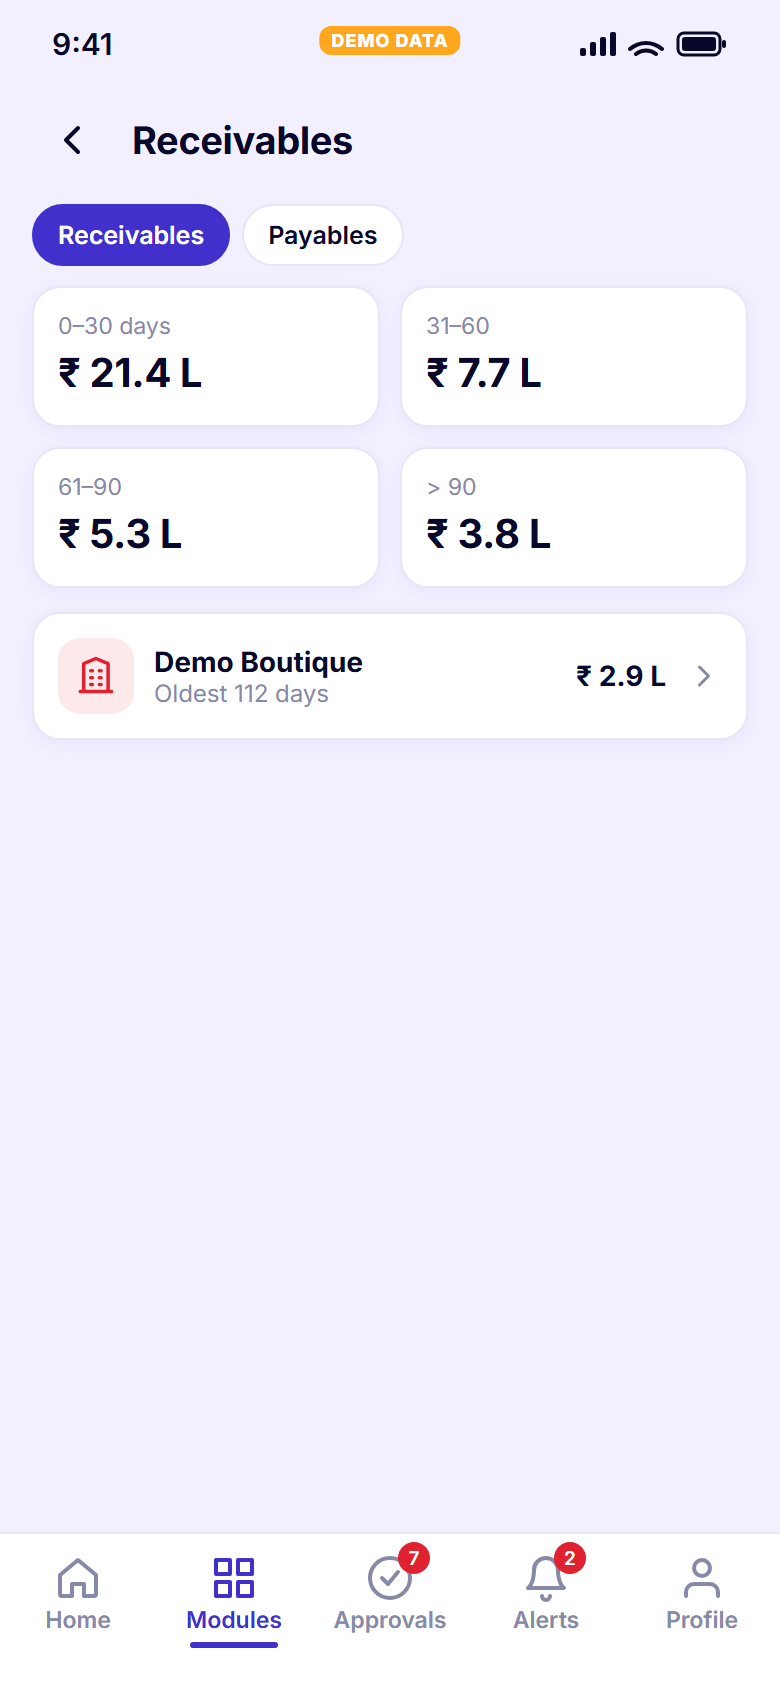 9:41
DEMO DATA
Receivables
Receivables
Payables
0–30 days
31–60
₹ 21.4 L
₹ 7.7 L
61–90
> 90
₹ 5.3 L
₹ 3.8 L
Demo Boutique
Oldest 112 days
₹ 2.9 L
7
2
Home
Modules
Approvals
Alerts
Profile